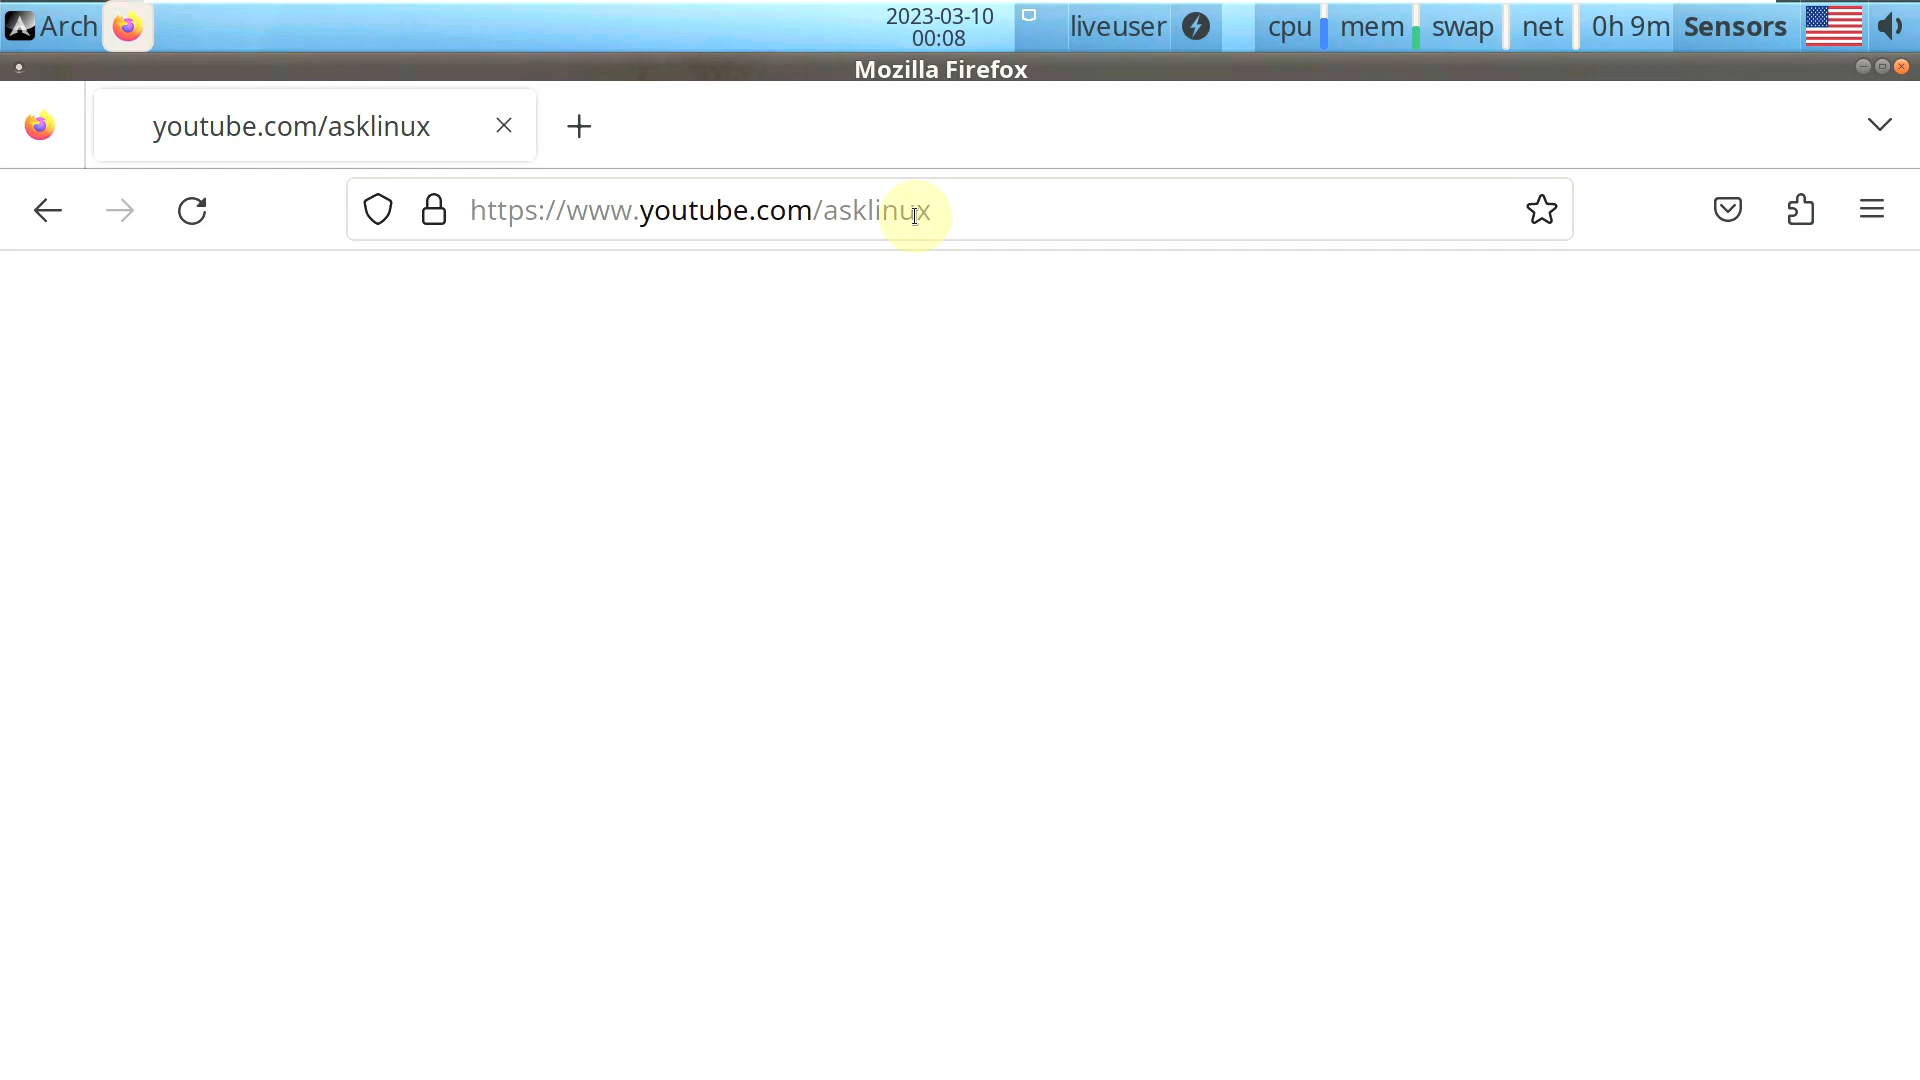 Arch
2023-03-10
00:08
liveuser
cpu mem swap net 0h 9m Sensors
Mozilla Firefox
youtube.com/asklinux
https://www.youtube.com/asklinux